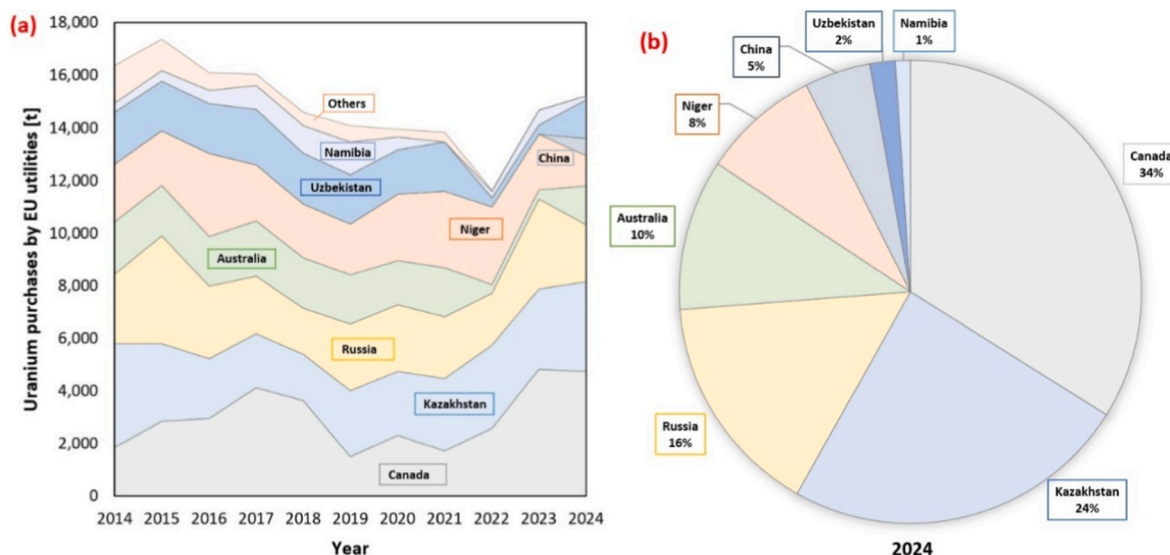 (a)
Uranium purchases by EU utilities [t]
18,000
16,000
14,000
12,000
10,000
8,000
6,000
4,000
2,000
0
Others
Namibia
China
Uzbekistan
Niger
Australia
Russia
Kazakhstan
Canada
2014 2015 2016 2017 2018 2019 2020 2021 2022 2023 2024
Year
(b)
Uzbekistan
2%
Namibia
1%
China
5%
Niger
8%
Canada
34%
Australia
10%
Russia
16%
Kazakhstan
24%
2024